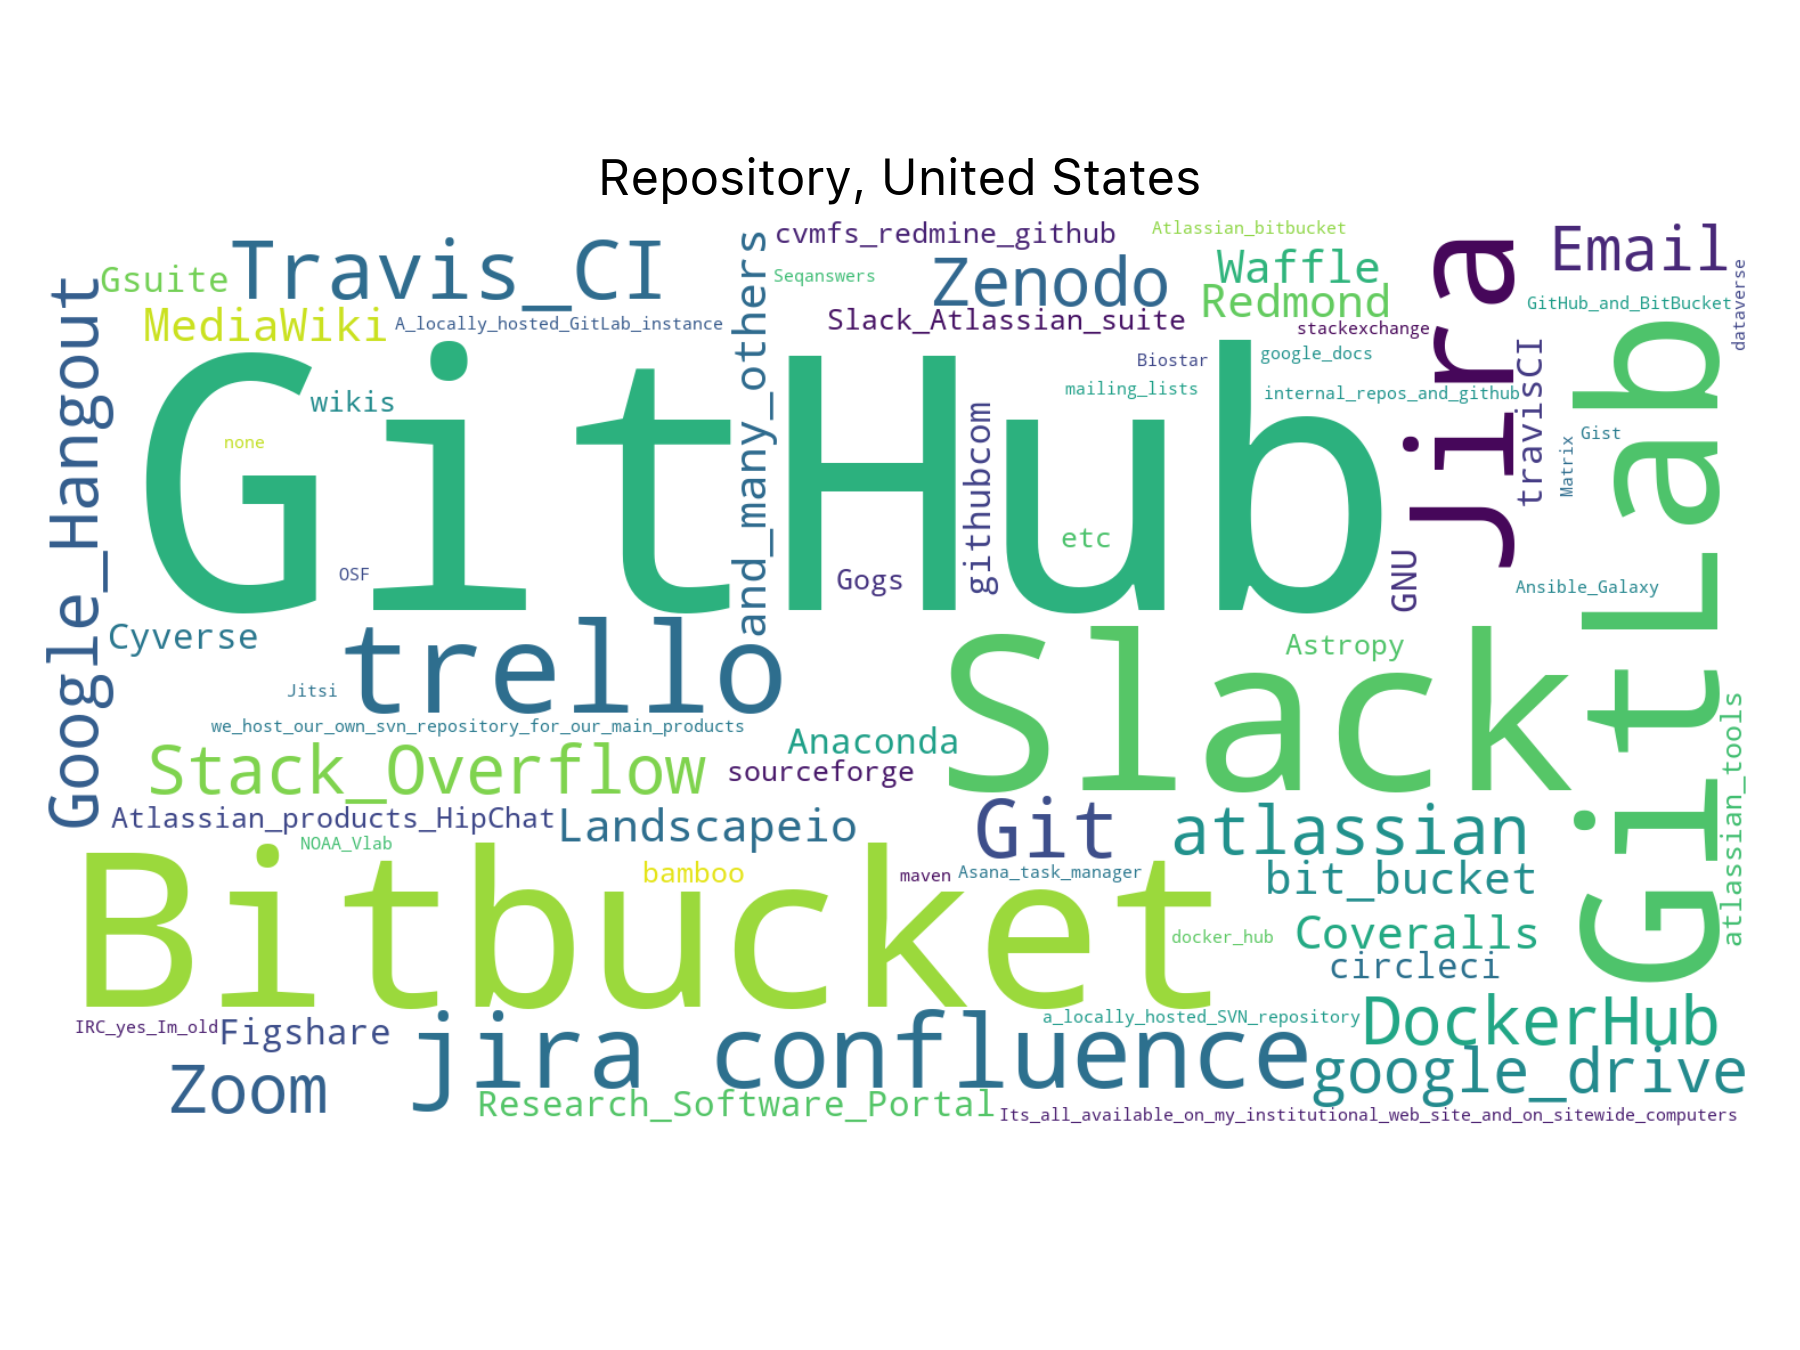 Repository, United States
cvmfs_redmine_github
Atlassian_bitbucket
Travis_CI
Gsuite
Seqanswers
Zenodo
Waffle
Email
MediaWiki
A_locally_hosted_GitLab_instance
Slack_Atlassian_suite
Redmond
stackexchange
GitHub_and_BitBucket
dataverse
Google_Hangout
and_many_others
Jira
travisCI
GitHub
wikis
none
OSF
Biostar
google_docs
mailing_lists
internal_repos_and_github
githubcom
etc
Gogs
GNU
Gist
Matrix
GitLab
Ansible_Galaxy
Cyverse
trello
Slack
Astropy
Jitsi
we_host_our_own_svn_repository_for_our_main_products
Anaconda
Stack_Overflow
sourceforge
atlassian_tools
Atlassian_products_HipChat
Landscapeio
Git
atlassian
NOAA_Vlab
bamboo
maven
Asana_task_manager
bit_bucket
Bitbucket
docker_hub
Coveralls
circleci
IRC_yes_Im_old
Figshare
jira confluence
a_locally_hosted_SVN_repository
DockerHub
Zoom
google_drive
Research_Software_Portal
Its_all_available_on_my_institutional_web_site_and_on_sitewide_computers